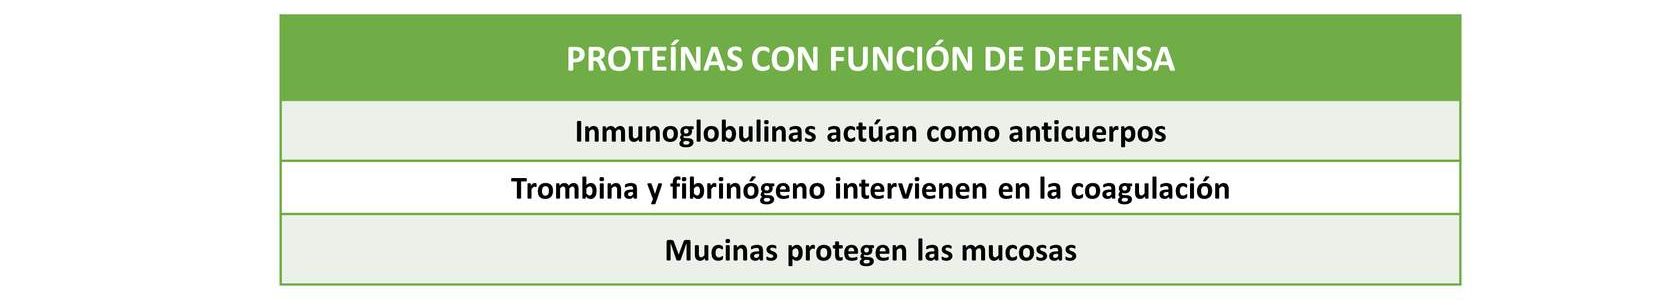 PROTEÍNAS CON FUNCIÓN DE DEFENSA
Inmunoglobulinas actúan como anticuerpos
Trombina y fibrinógeno intervienen en la coagulación
Mucinas protegen las mucosas